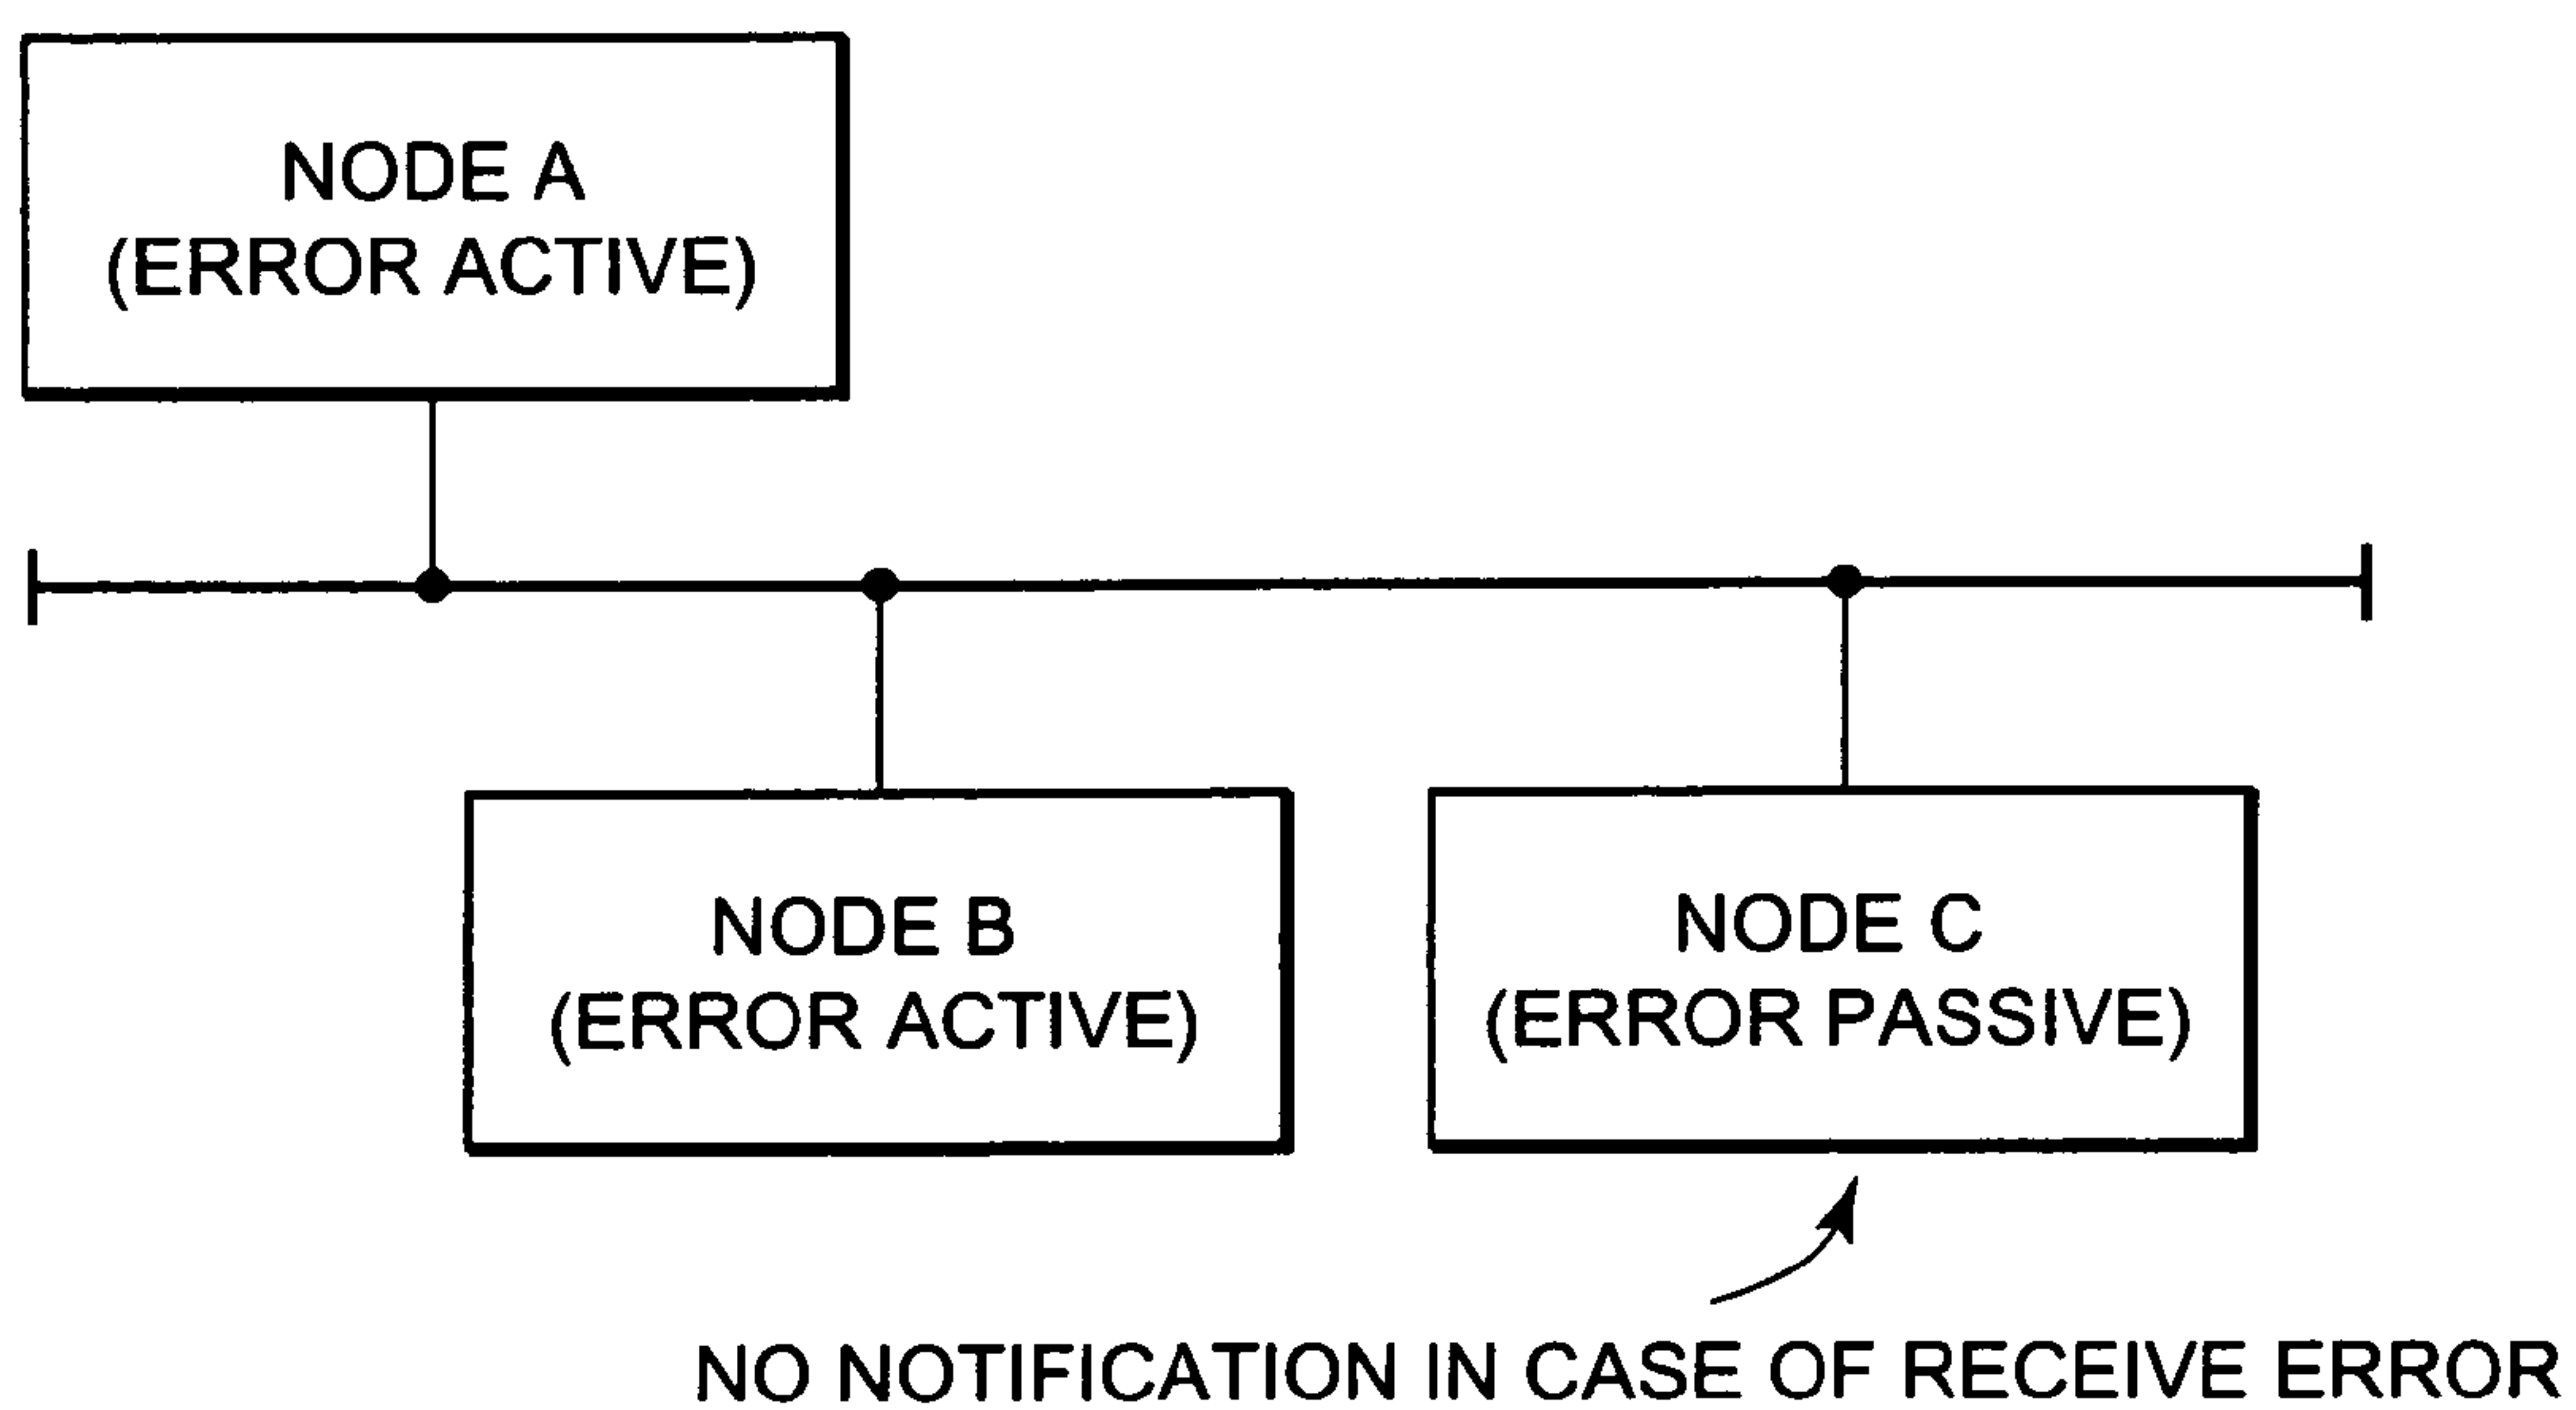 NODE A
(ERROR ACTIVE)
NODE B
(ERROR ACTIVE)
NODE C
(ERROR PASSIVE)
NO NOTIFICATION IN CASE OF RECEIVE ERROR